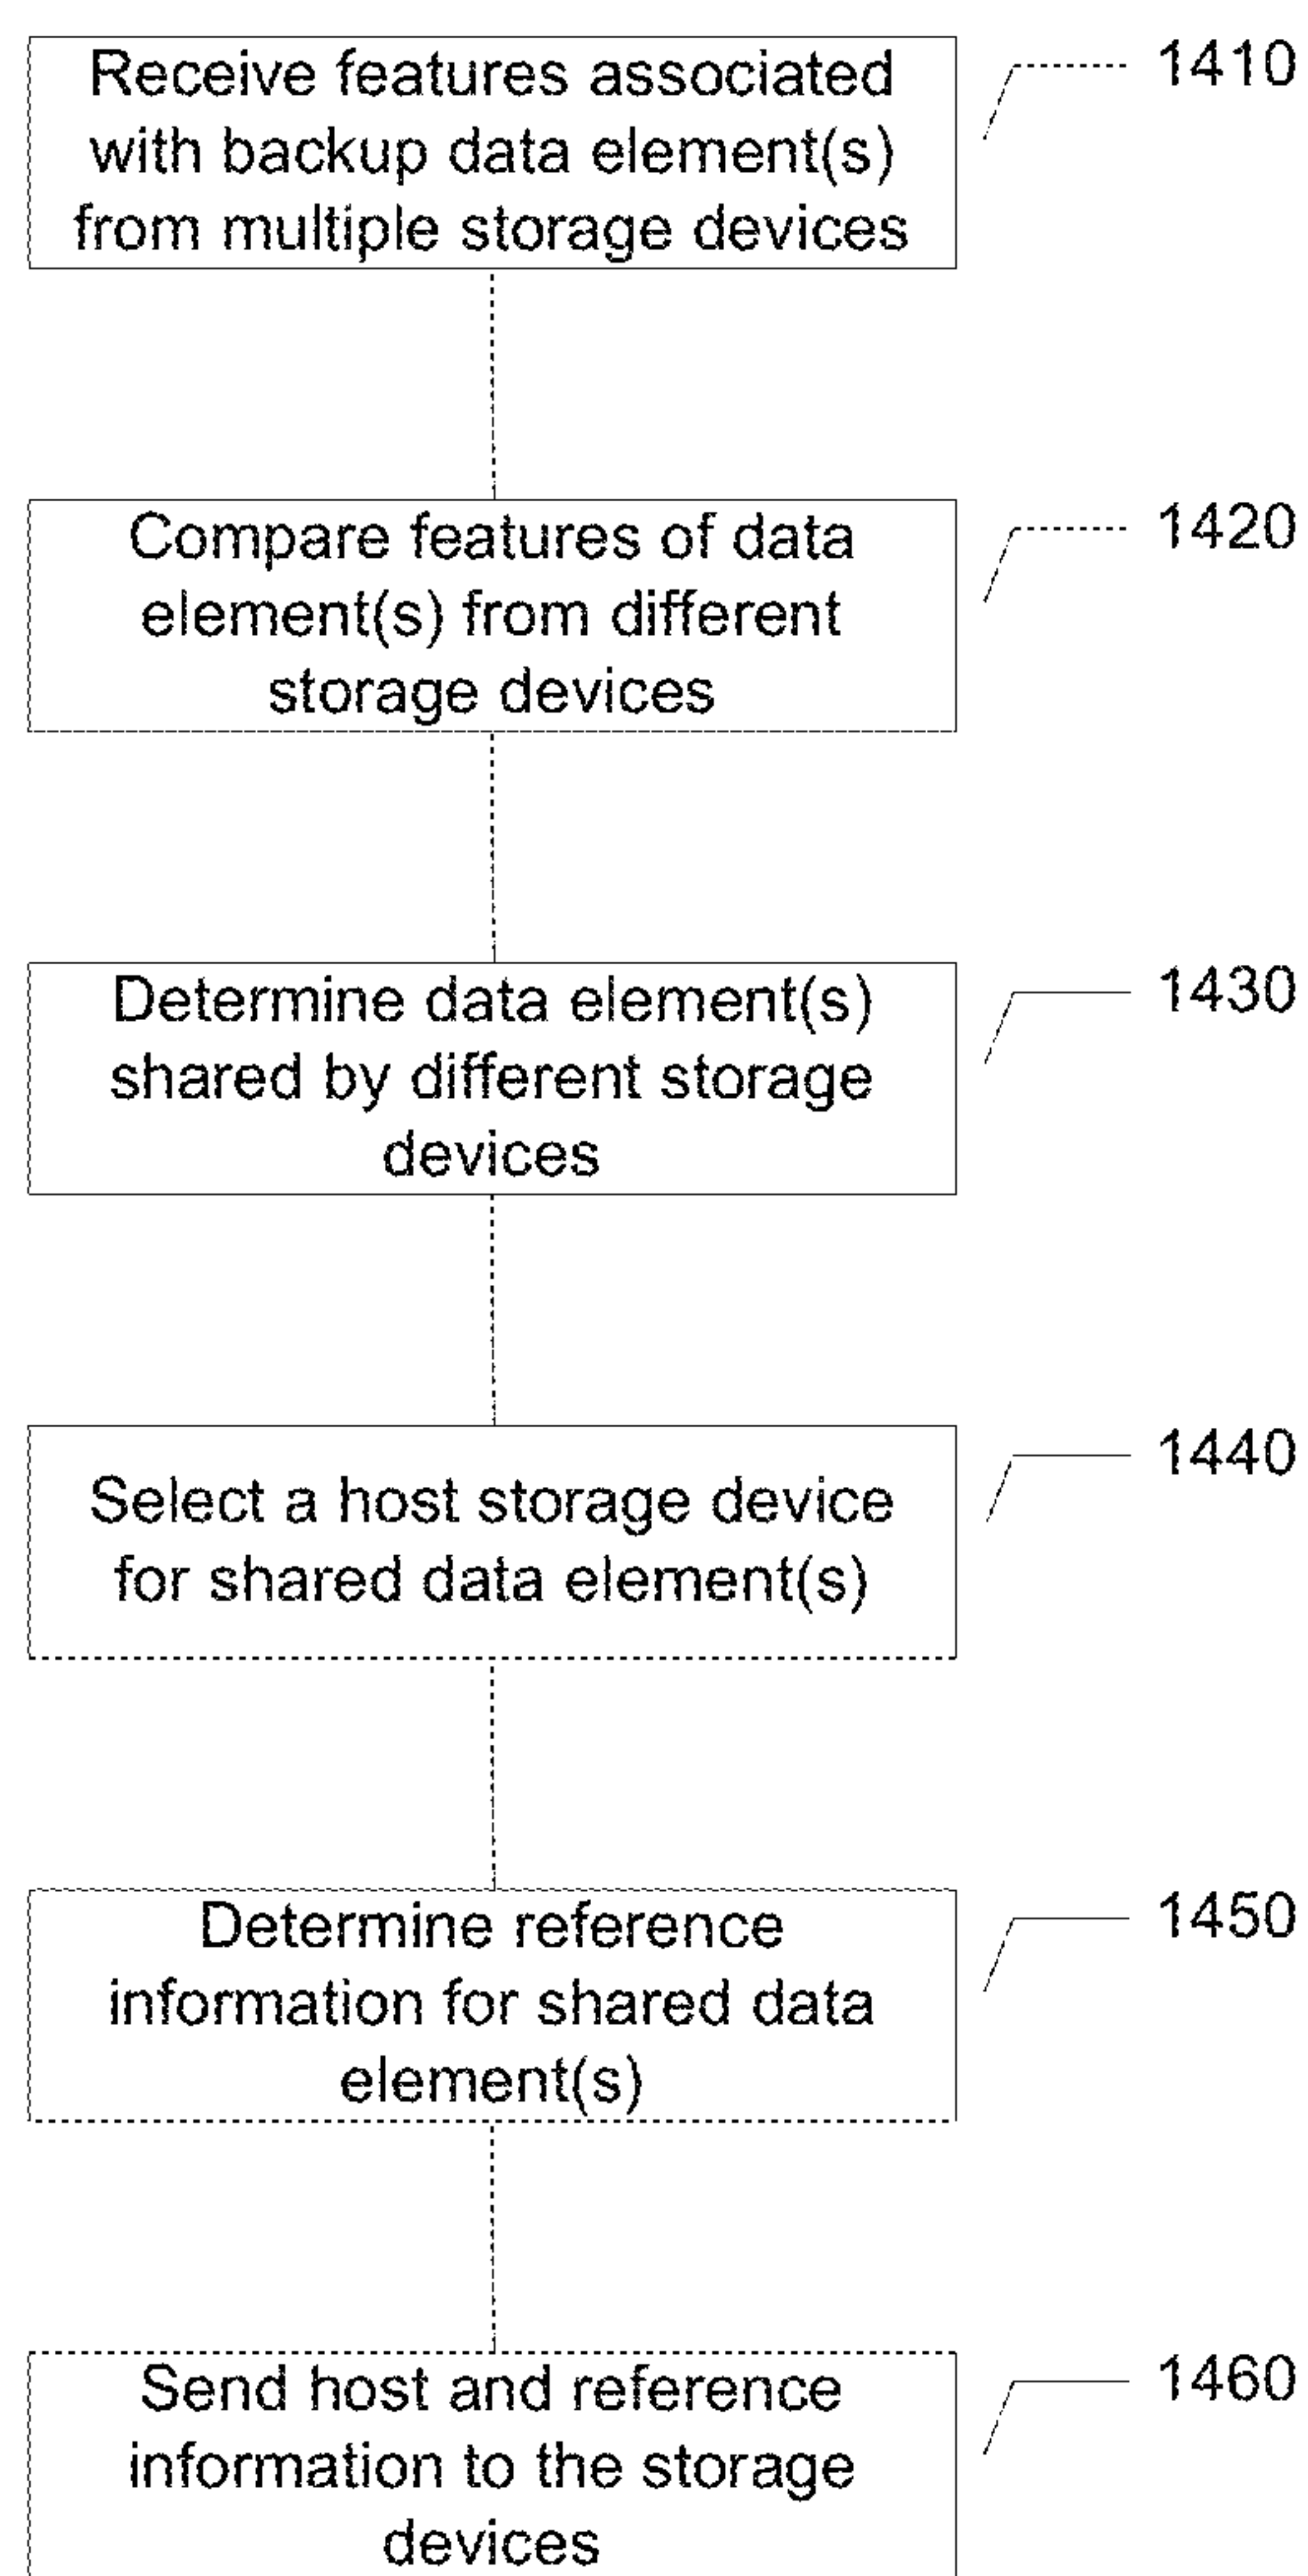 Receive features associated
with backup data element(s)
from multiple storage devices
1410
Compare features of data
element(s) from different
storage devices
1420
Determine data element(s)
shared by different storage
devices
1430
Select a host storage device
for shared data element(s)
1440
Determine reference
information for shared data
element(s)
1450
Send host and reference
information to the storage
devices
1460